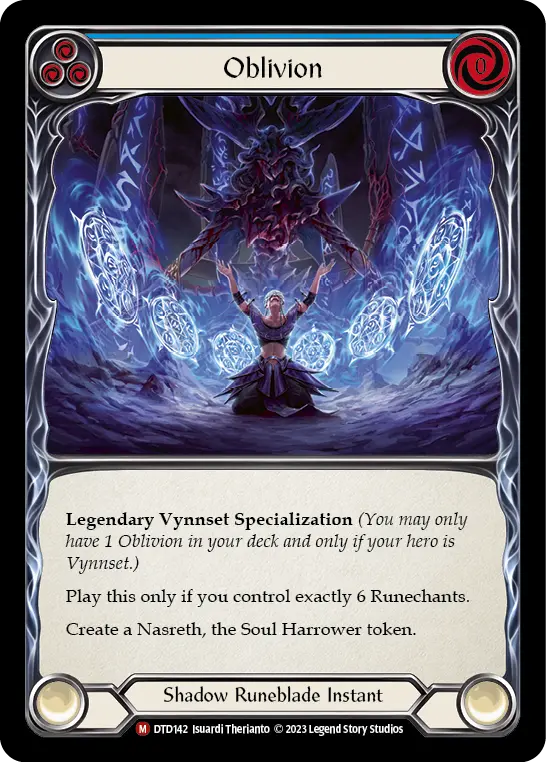 0
Oblivion
Legendary Vynnset Specialization (You may only
have 1 Oblivion in your deck and only if your hero is
Vynnset.)
Play this only if you control exactly 6 Runechants.
Create a Nasreth, the Soul Harrower token.
Shadow Runeblade Instant
M DTD142 Isuardi Therianto © 2023 Legend Story Studios